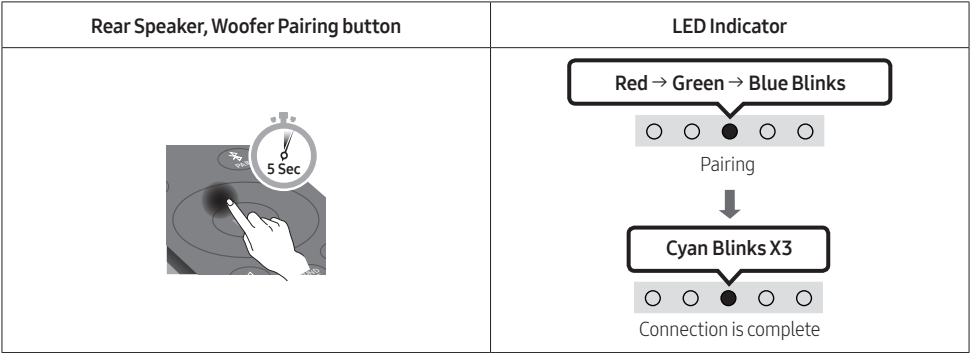 Rear Speaker, Woofer Pairing button
LED Indicator
5 Sec
PAI
Red → Green → Blue Blinks
Pairing
Cyan Blinks X3
Connection is complete